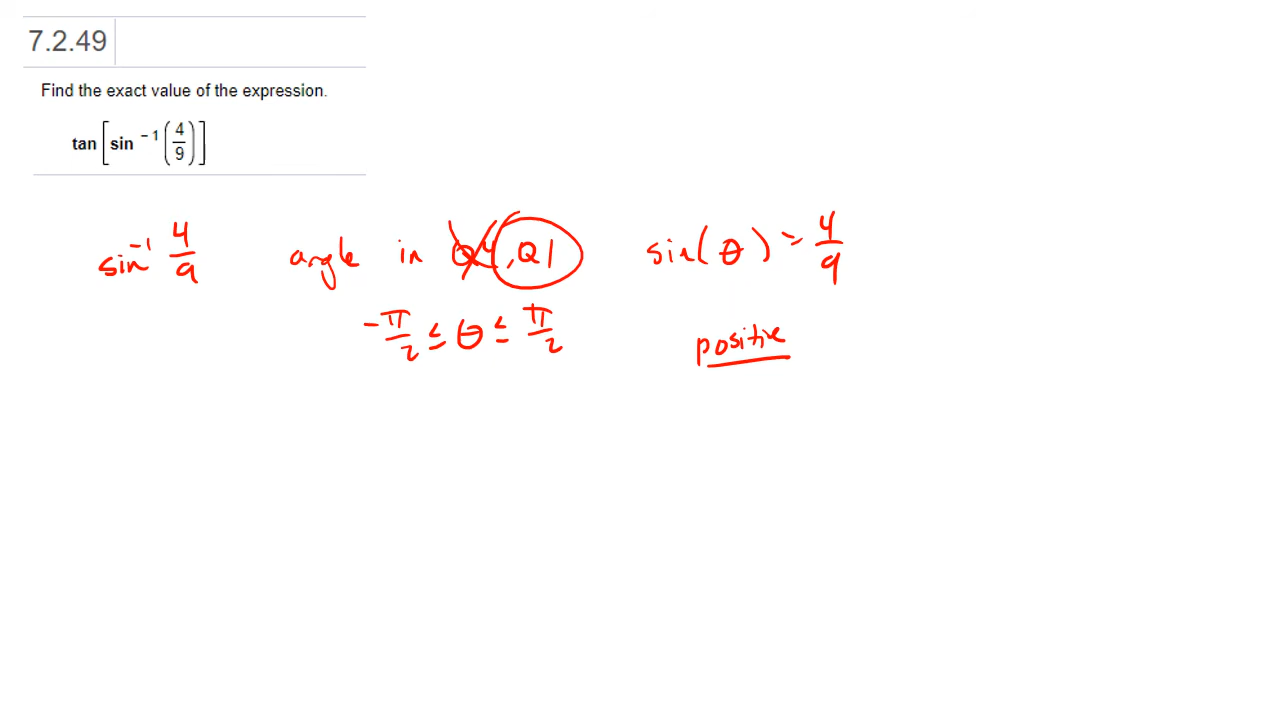 7.2.49
Find the exact value of the expression.
tan [sin⁻¹ (4/9)]
sin⁻¹ 4/9 angle in Q4, Q1 sin(θ) = 4/9
-π/2 ≤ θ ≤ π/2
positive